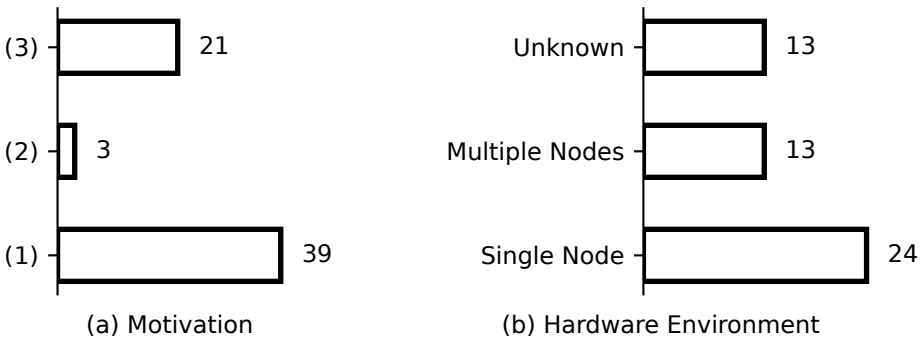 (3) 21
(2) 3
(1) 39
(a) Motivation
Unknown 13
Multiple Nodes 13
Single Node 24
(b) Hardware Environment